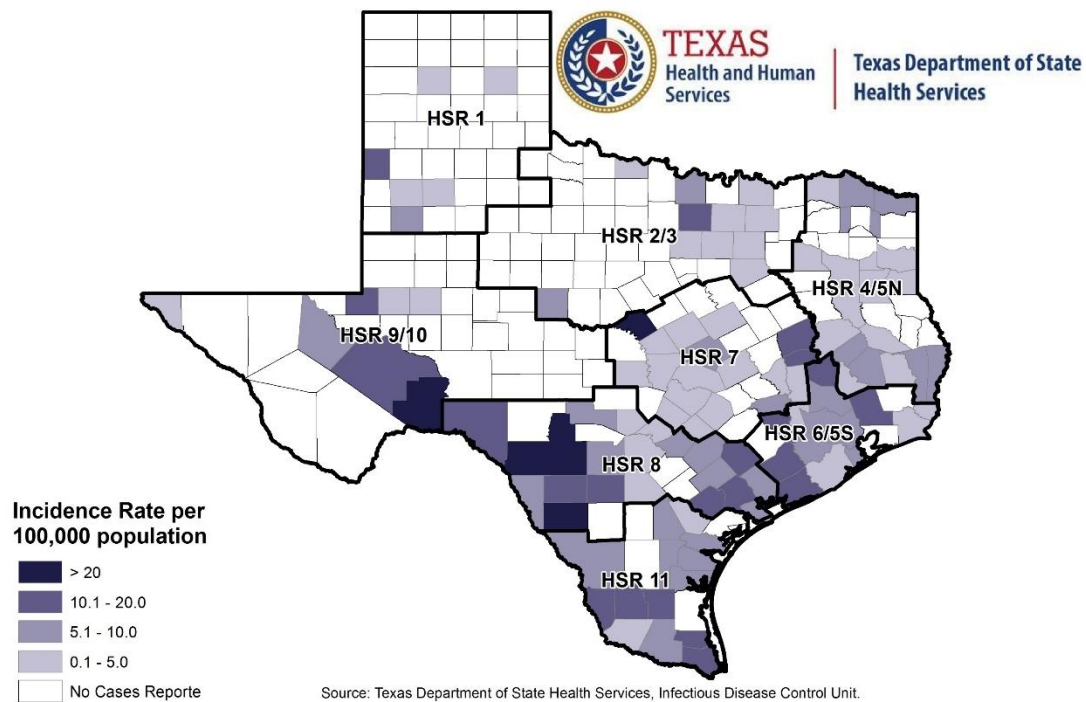 TEXAS
Health and Human
Services
Texas Department of State
Health Services
HSR 1
HSR 2/3
HSR 4/5N
HSR 9/10
HSR 7
HSR 6/5S
HSR 8
HSR 11
Incidence Rate per
100,000 population
> 20
10.1 - 20.0
5.1 - 10.0
0.1 - 5.0
No Cases Reporte
Source: Texas Department of State Health Services, Infectious Disease Control Unit.